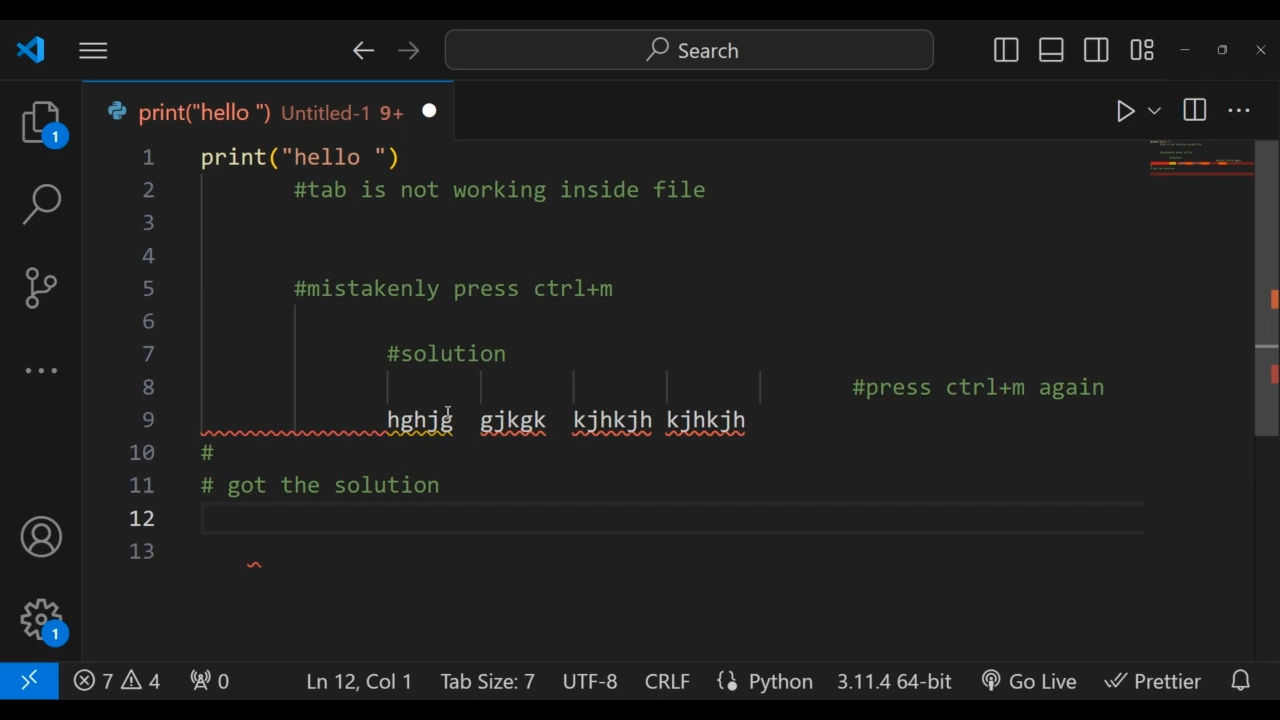 Search
print("hello ") Untitled-1 9+
1 print("hello ")
2 #tab is not working inside file
3
4
5 #mistakenly press ctrl+m
6
7 #solution
8 #press ctrl+m again
9 hghjg gjkgk kjhkjh kjhkjh
10 #
11 # got the solution
12
13
1
1
7 4 0 Ln 12, Col 1 Tab Size: 7 UTF-8 CRLF Python 3.11.4 64-bit Go Live Prettier